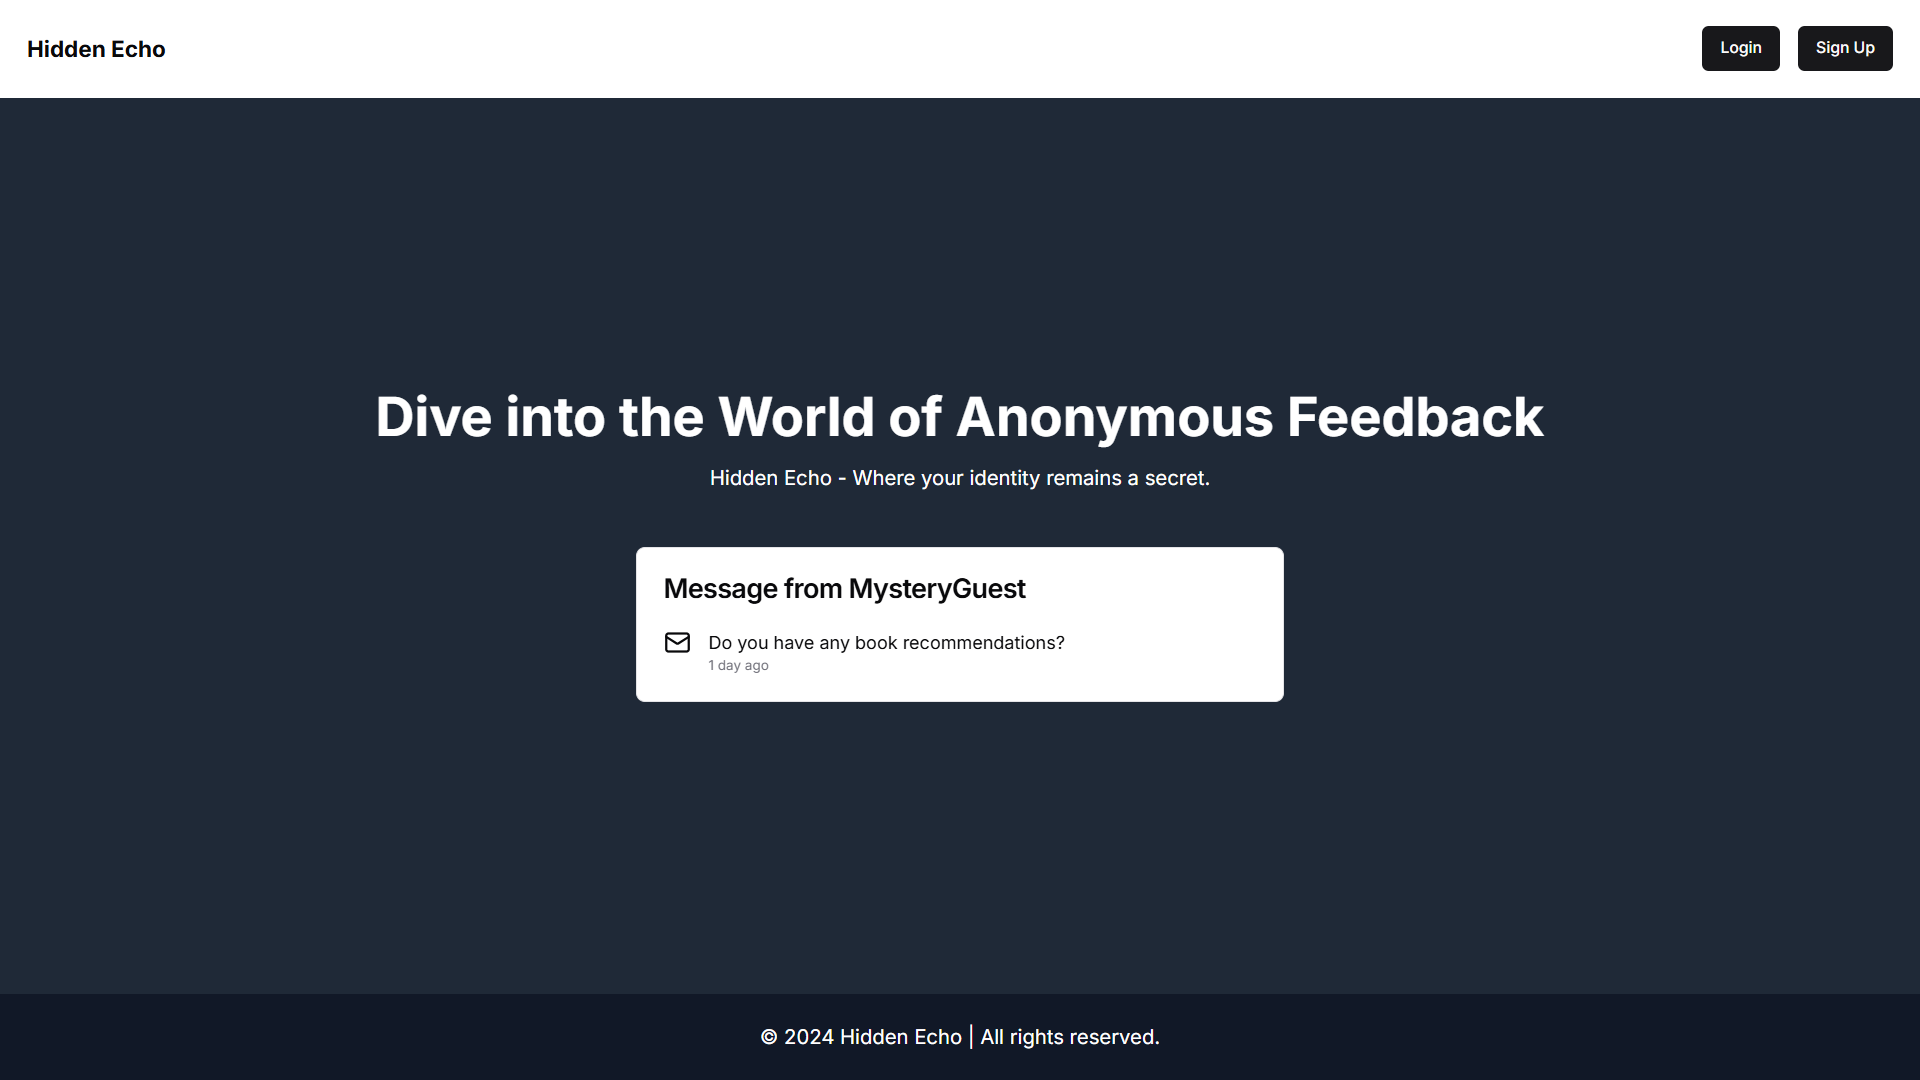 Hidden Echo
Login
Sign Up
Dive into the World of Anonymous Feedback
Hidden Echo - Where your identity remains a secret.
Message from MysteryGuest
Do you have any book recommendations?
1 day ago
© 2024 Hidden Echo | All rights reserved.